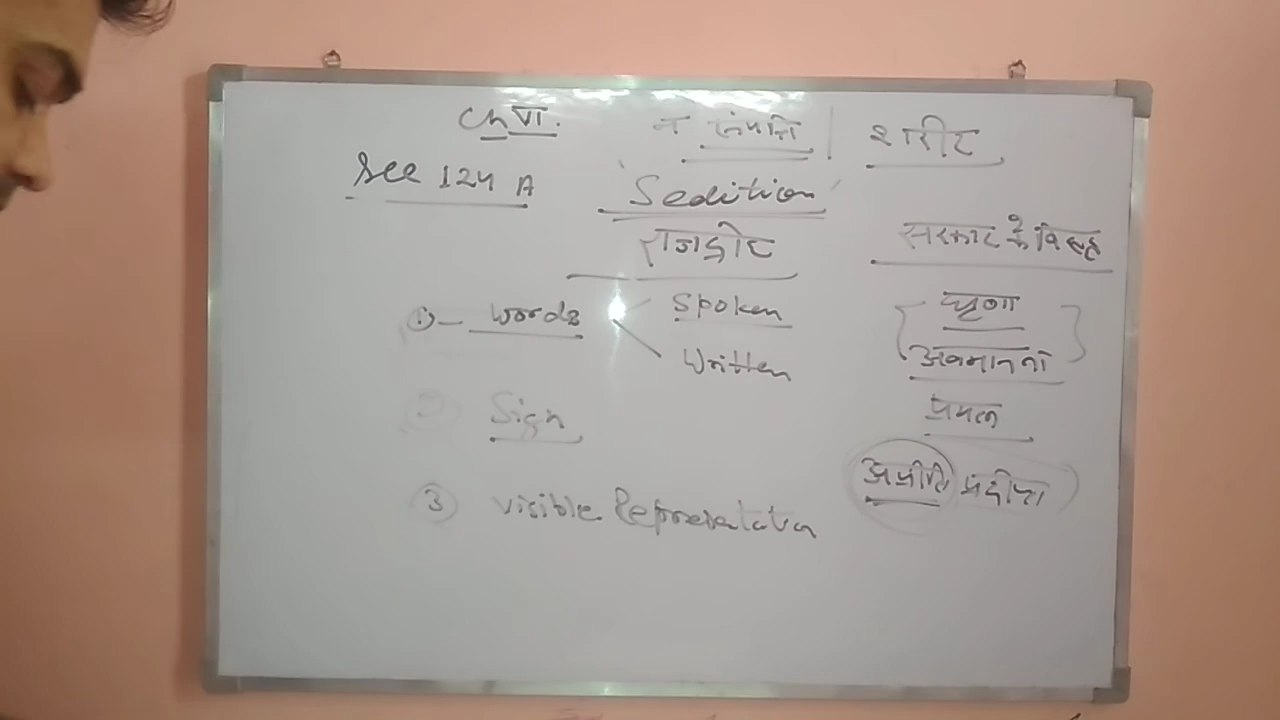 Ch VI. न संपत्ति | शरीर
Sec 124 A 'Sedition'
राजद्रोह सरकार के विरुद्ध
1) – Words Spoken घृणा
Written अवमानना
2) Sign प्रयत्न
3) Visible Representation अप्रीति प्रदीप्त